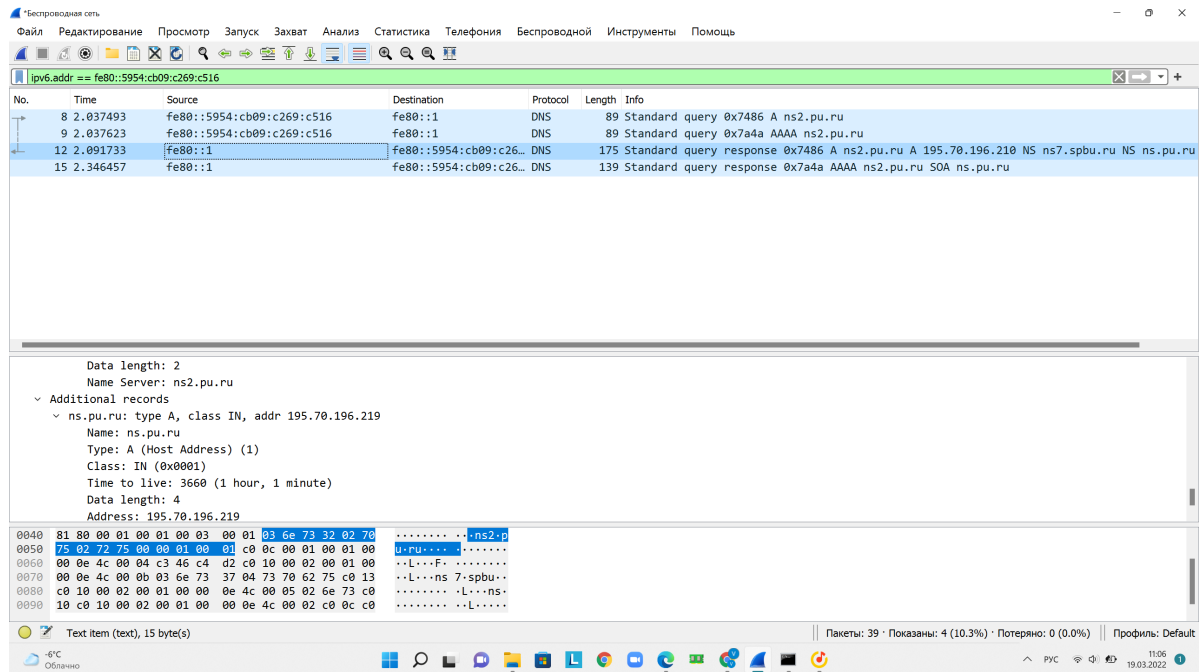 *Беспроводная сеть
Файл Редактирование Просмотр Запуск Захват Анализ Статистика Телефония Беспроводной Инструменты Помощь
ipv6.addr == fe80::5954:cb09:c269:c516
No. Time Source Destination Protocol Length Info
8 2.037493 fe80::5954:cb09:c269:c516 fe80::1 DNS 89 Standard query 0x7486 A ns2.pu.ru
9 2.037623 fe80::5954:cb09:c269:c516 fe80::1 DNS 89 Standard query 0x7a4a AAAA ns2.pu.ru
12 2.091733 fe80::1 fe80::5954:cb09:c26… DNS 175 Standard query response 0x7486 A ns2.pu.ru A 195.70.196.210 NS ns7.spbu.ru NS ns.pu.ru
15 2.346457 fe80::1 fe80::5954:cb09:c26… DNS 139 Standard query response 0x7a4a AAAA ns2.pu.ru SOA ns.pu.ru
Data length: 2
Name Server: ns2.pu.ru
Additional records
ns.pu.ru: type A, class IN, addr 195.70.196.219
Name: ns.pu.ru
Type: A (Host Address) (1)
Class: IN (0x0001)
Time to live: 3660 (1 hour, 1 minute)
Data length: 4
Address: 195.70.196.219
0040 81 80 00 01 00 01 00 03 00 01 03 6e 73 32 02 70 ········ ···ns2·p
0050 75 02 72 75 00 00 01 00 01 c0 0c 00 01 00 01 00 u·ru···· ········
0060 00 0e 4c 00 04 c3 46 c4 d2 c0 10 00 02 00 01 00 ··L···F· ········
0070 00 0e 4c 00 0b 03 6e 73 37 04 73 70 62 75 c0 13 ··L···ns 7·spbu··
0080 c0 10 00 02 00 01 00 00 0e 4c 00 05 02 6e 73 c0 ········ ·L···ns·
0090 10 c0 10 00 02 00 01 00 00 0e 4c 00 02 c0 0c c0 ········ ··L·····
Text item (text), 15 byte(s) Пакеты: 39 · Показаны: 4 (10.3%) · Потеряно: 0 (0.0%) Профиль: Default
-6°C
Облачно
РУС
11:06
19.03.2022
1